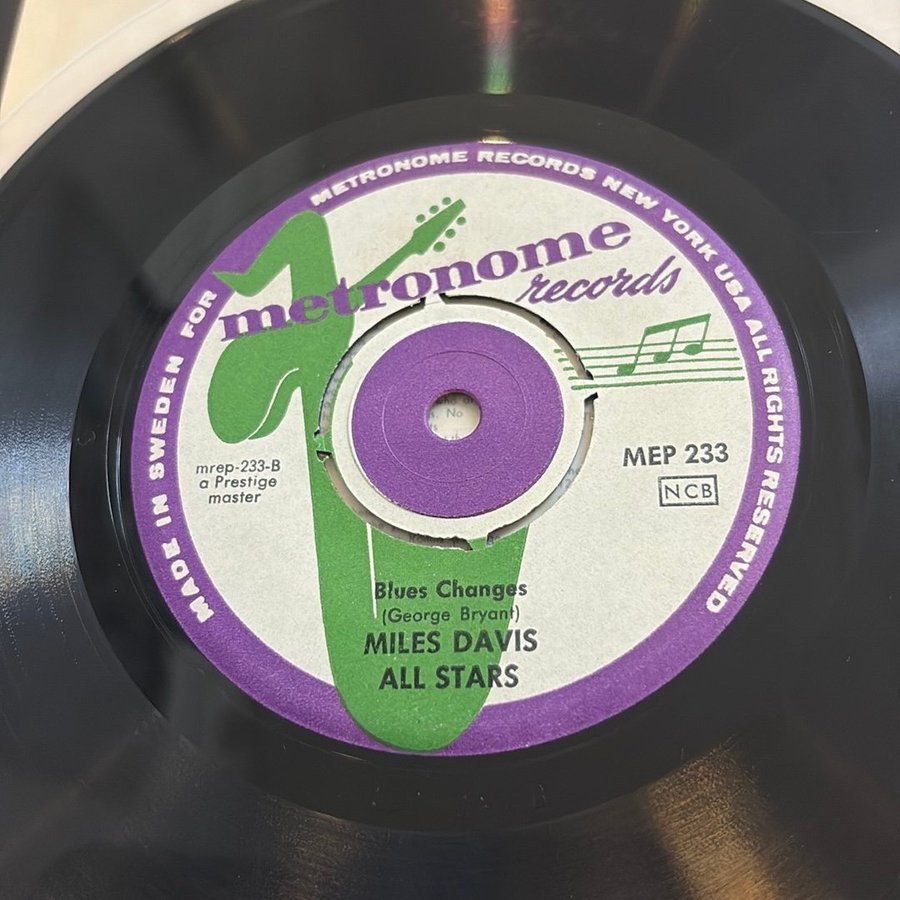 METRONOME RECORDS NEW YORK USA ALL RIGHTS RESERVED
MADE IN SWEDEN FOR
metronome
records
mrep-233-B
a Prestige
master
MEP 233
NCB
No
Blues Changes
(George Bryant)
MILES DAVIS
ALL STARS